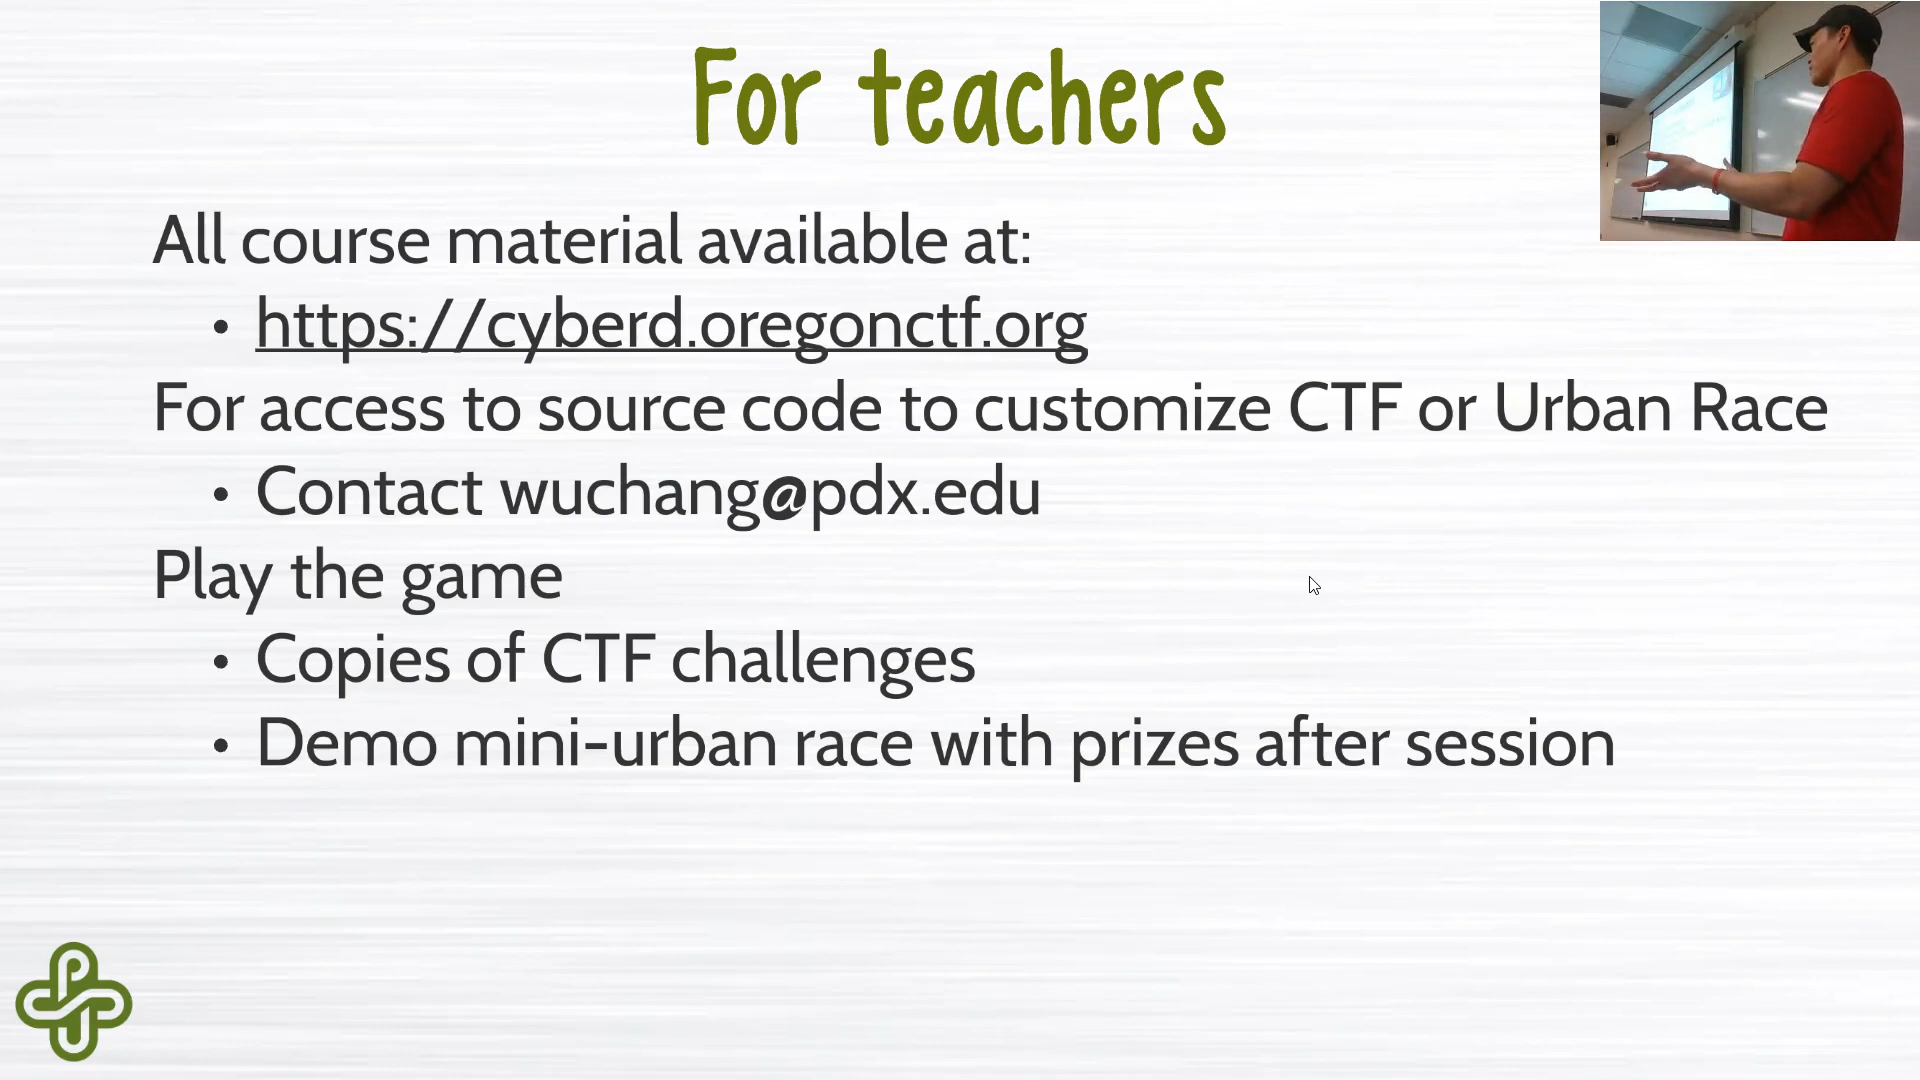 For teachers
All course material available at:
• https://cyberd.oregonctf.org
For access to source code to customize CTF or Urban Race
• Contact wuchang@pdx.edu
Play the game
• Copies of CTF challenges
• Demo mini-urban race with prizes after session